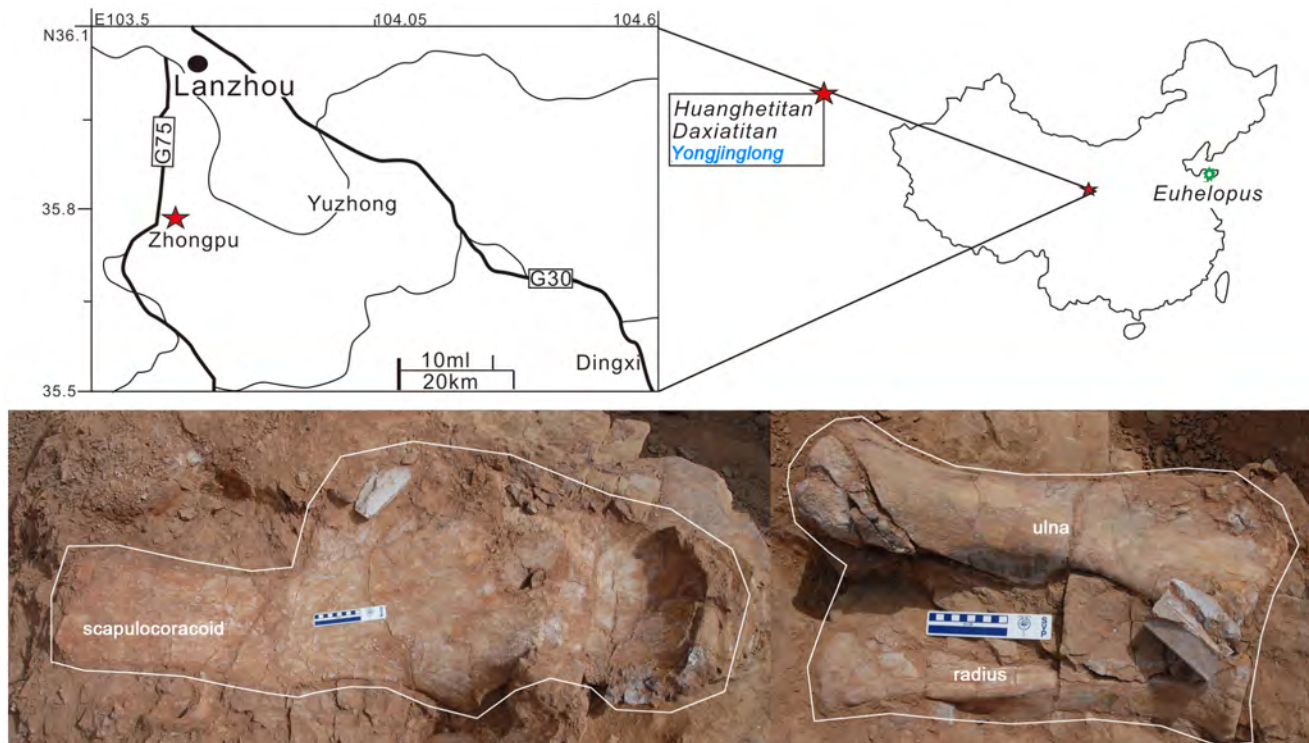 E103.5
104.05
104.6
N36.1
Lanzhou
G75
Yuzhong
35.8
Zhongpu
G30
10ml
20km
Dingxi
35.5
Huanghetitan
Daxiatitan
Yongjinglong
Euhelopus
scapulocoracoid
ulna
radius